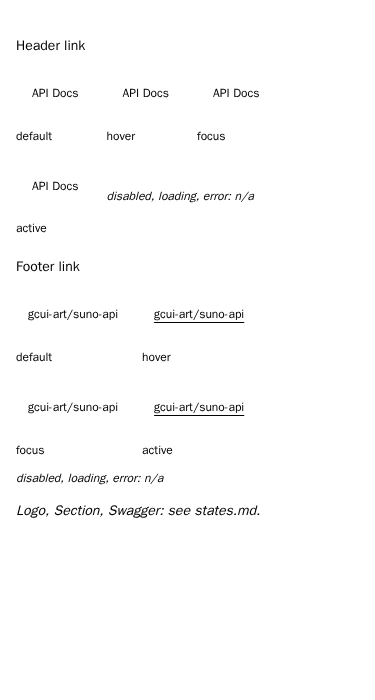 Header link
API Docs API Docs API Docs
default hover focus
API Docs
disabled, loading, error: n/a
active
Footer link
gcui-art/suno-api gcui-art/suno-api
default hover
gcui-art/suno-api gcui-art/suno-api
focus active
disabled, loading, error: n/a
Logo, Section, Swagger: see states.md.